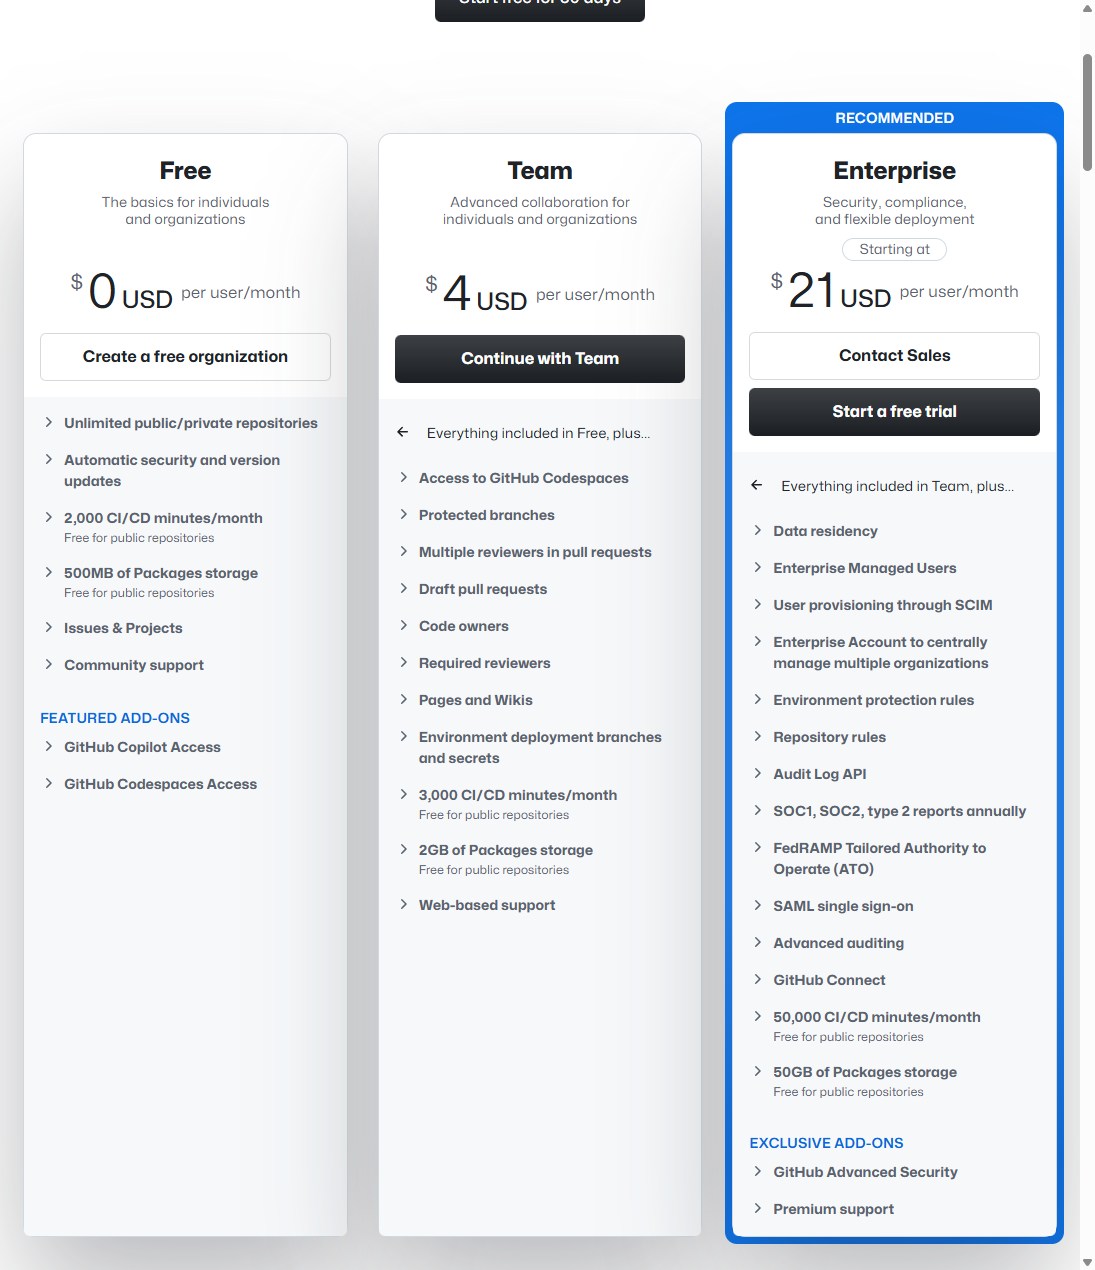 Start free for 30 days
Free
The basics for individuals
and organizations
$ 0 USD per user/month
Create a free organization
Unlimited public/private repositories
Automatic security and version
updates
2,000 CI/CD minutes/month
Free for public repositories
500MB of Packages storage
Free for public repositories
Issues & Projects
Community support
FEATURED ADD-ONS
GitHub Copilot Access
GitHub Codespaces Access
Team
Advanced collaboration for
individuals and organizations
$ 4 USD per user/month
Continue with Team
← Everything included in Free, plus...
Access to GitHub Codespaces
Protected branches
Multiple reviewers in pull requests
Draft pull requests
Code owners
Required reviewers
Pages and Wikis
Environment deployment branches
and secrets
3,000 CI/CD minutes/month
Free for public repositories
2GB of Packages storage
Free for public repositories
Web-based support
RECOMMENDED
Enterprise
Security, compliance,
and flexible deployment
Starting at
$ 21 USD per user/month
Contact Sales
Start a free trial
← Everything included in Team, plus...
Data residency
Enterprise Managed Users
User provisioning through SCIM
Enterprise Account to centrally
manage multiple organizations
Environment protection rules
Repository rules
Audit Log API
SOC1, SOC2, type 2 reports annually
FedRAMP Tailored Authority to
Operate (ATO)
SAML single sign-on
Advanced auditing
GitHub Connect
50,000 CI/CD minutes/month
Free for public repositories
50GB of Packages storage
Free for public repositories
EXCLUSIVE ADD-ONS
GitHub Advanced Security
Premium support